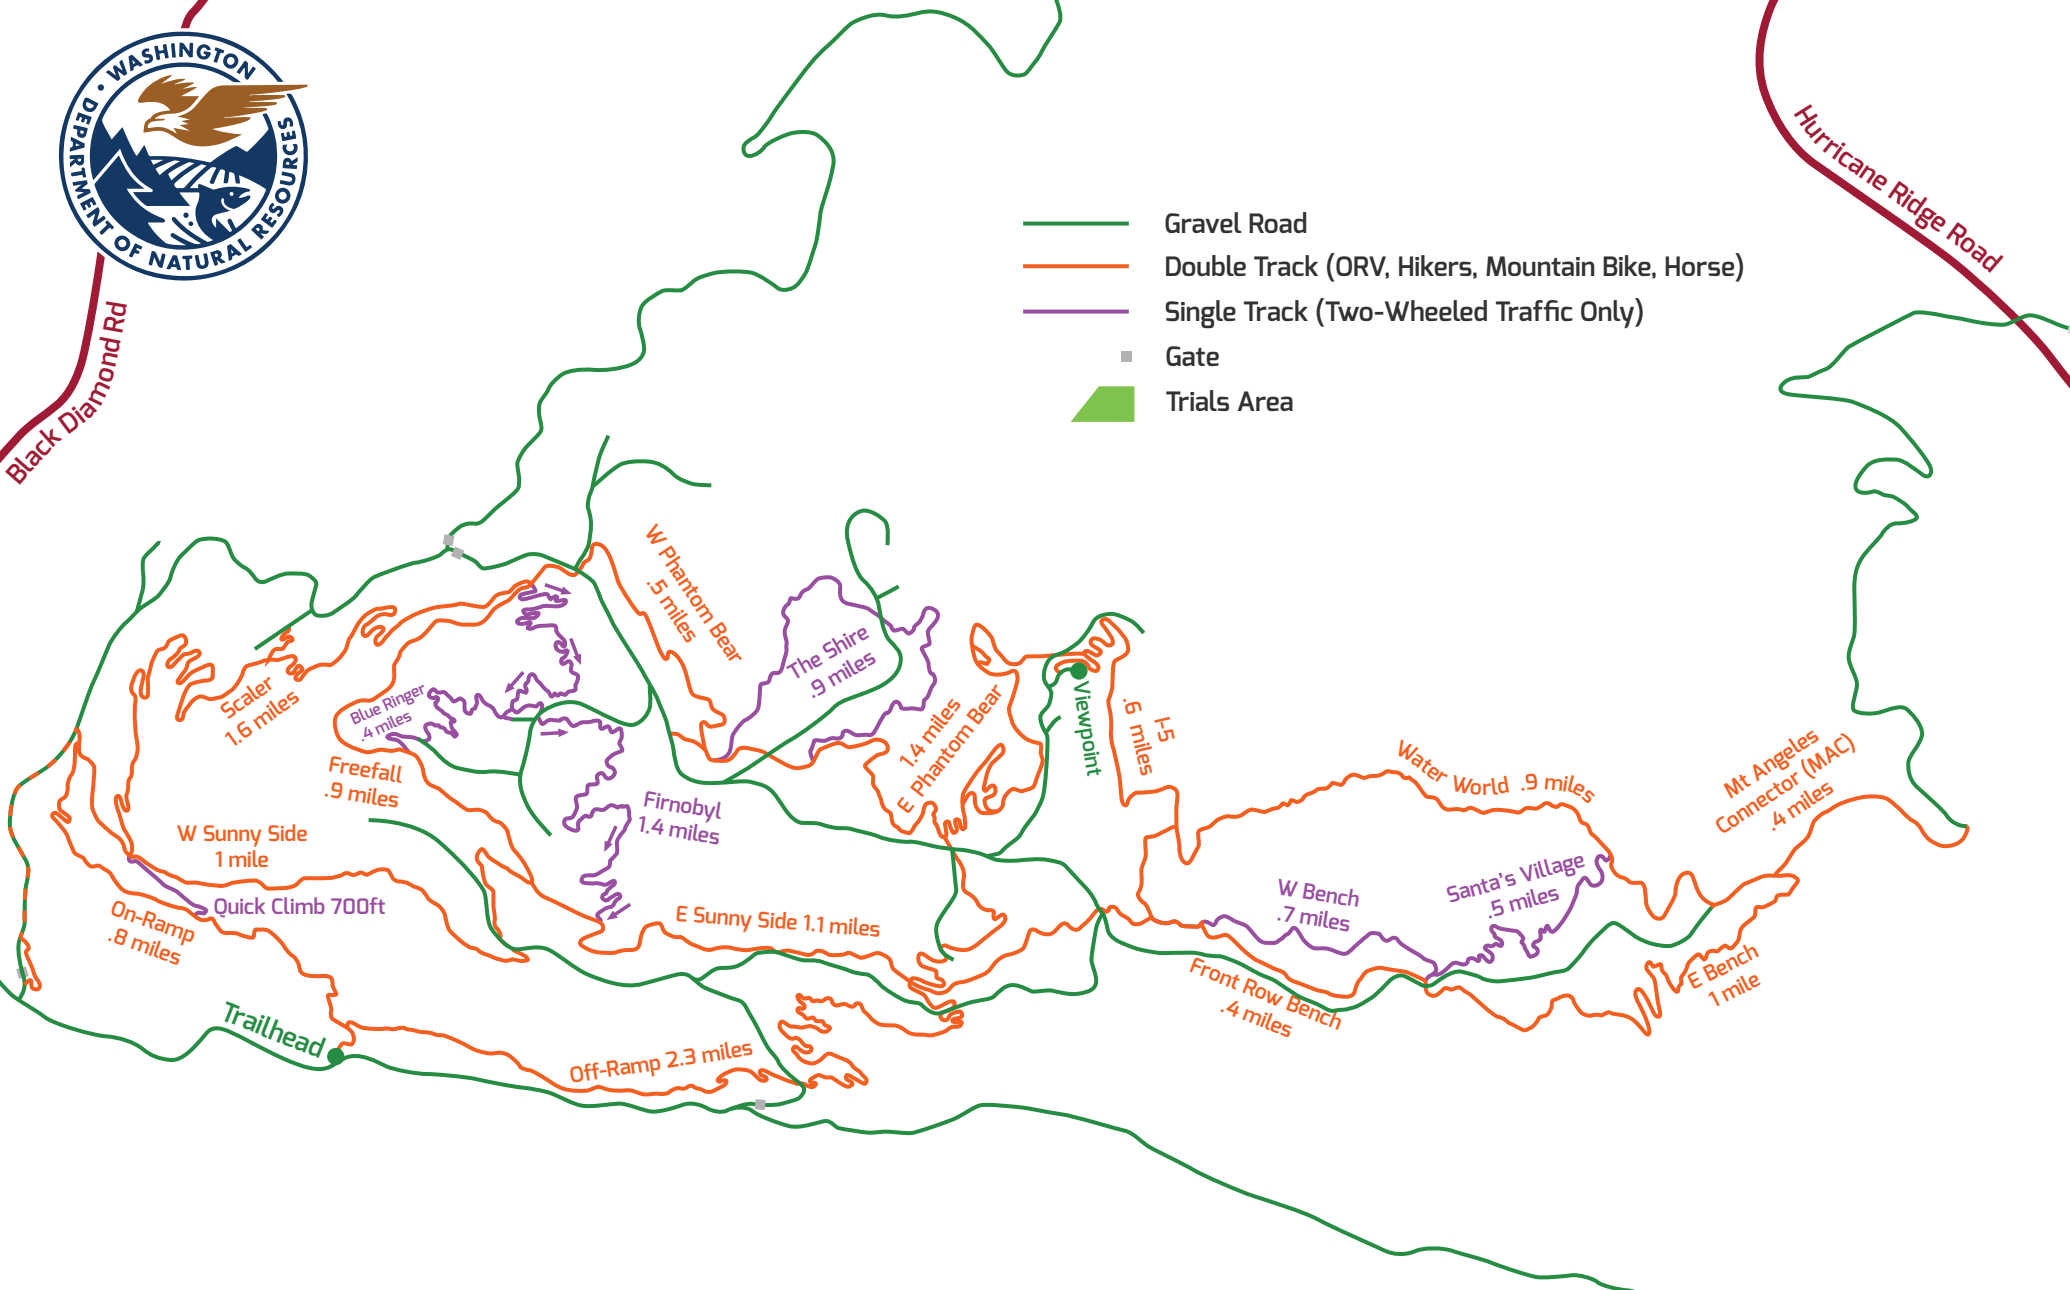 WASHINGTON
DEPARTMENT OF NATURAL RESOURCES
Hurricane Ridge Road
Black Diamond Rd
Gravel Road
Double Track (ORV, Hikers, Mountain Bike, Horse)
Single Track (Two-Wheeled Traffic Only)
Gate
Trials Area
W Phantom Bear
.5 miles
The Shire
.9 miles
Scaler
1.6 miles
Blue Ringer
.4 miles
Freefall
.9 miles
Firnobyl
1.4 miles
1.4 miles
E Phantom Bear
Viewpoint
I-5
.6 miles
Water World .9 miles
Mt Angeles
Connector (MAC)
.4 miles
W Sunny Side
1 mile
Quick Climb 700ft
On-Ramp
.8 miles
E Sunny Side 1.1 miles
W Bench
.7 miles
Santa's Village
.5 miles
Front Row Bench
.4 miles
E Bench
1 mile
Trailhead
Off-Ramp 2.3 miles